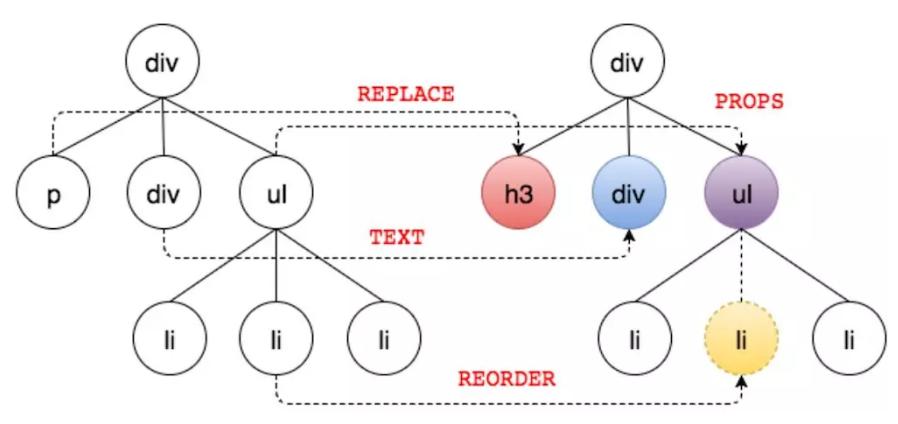 div
div
REPLACE
PROPS
p
div
ul
h3
div
ul
TEXT
li
li
li
li
li
li
REORDER